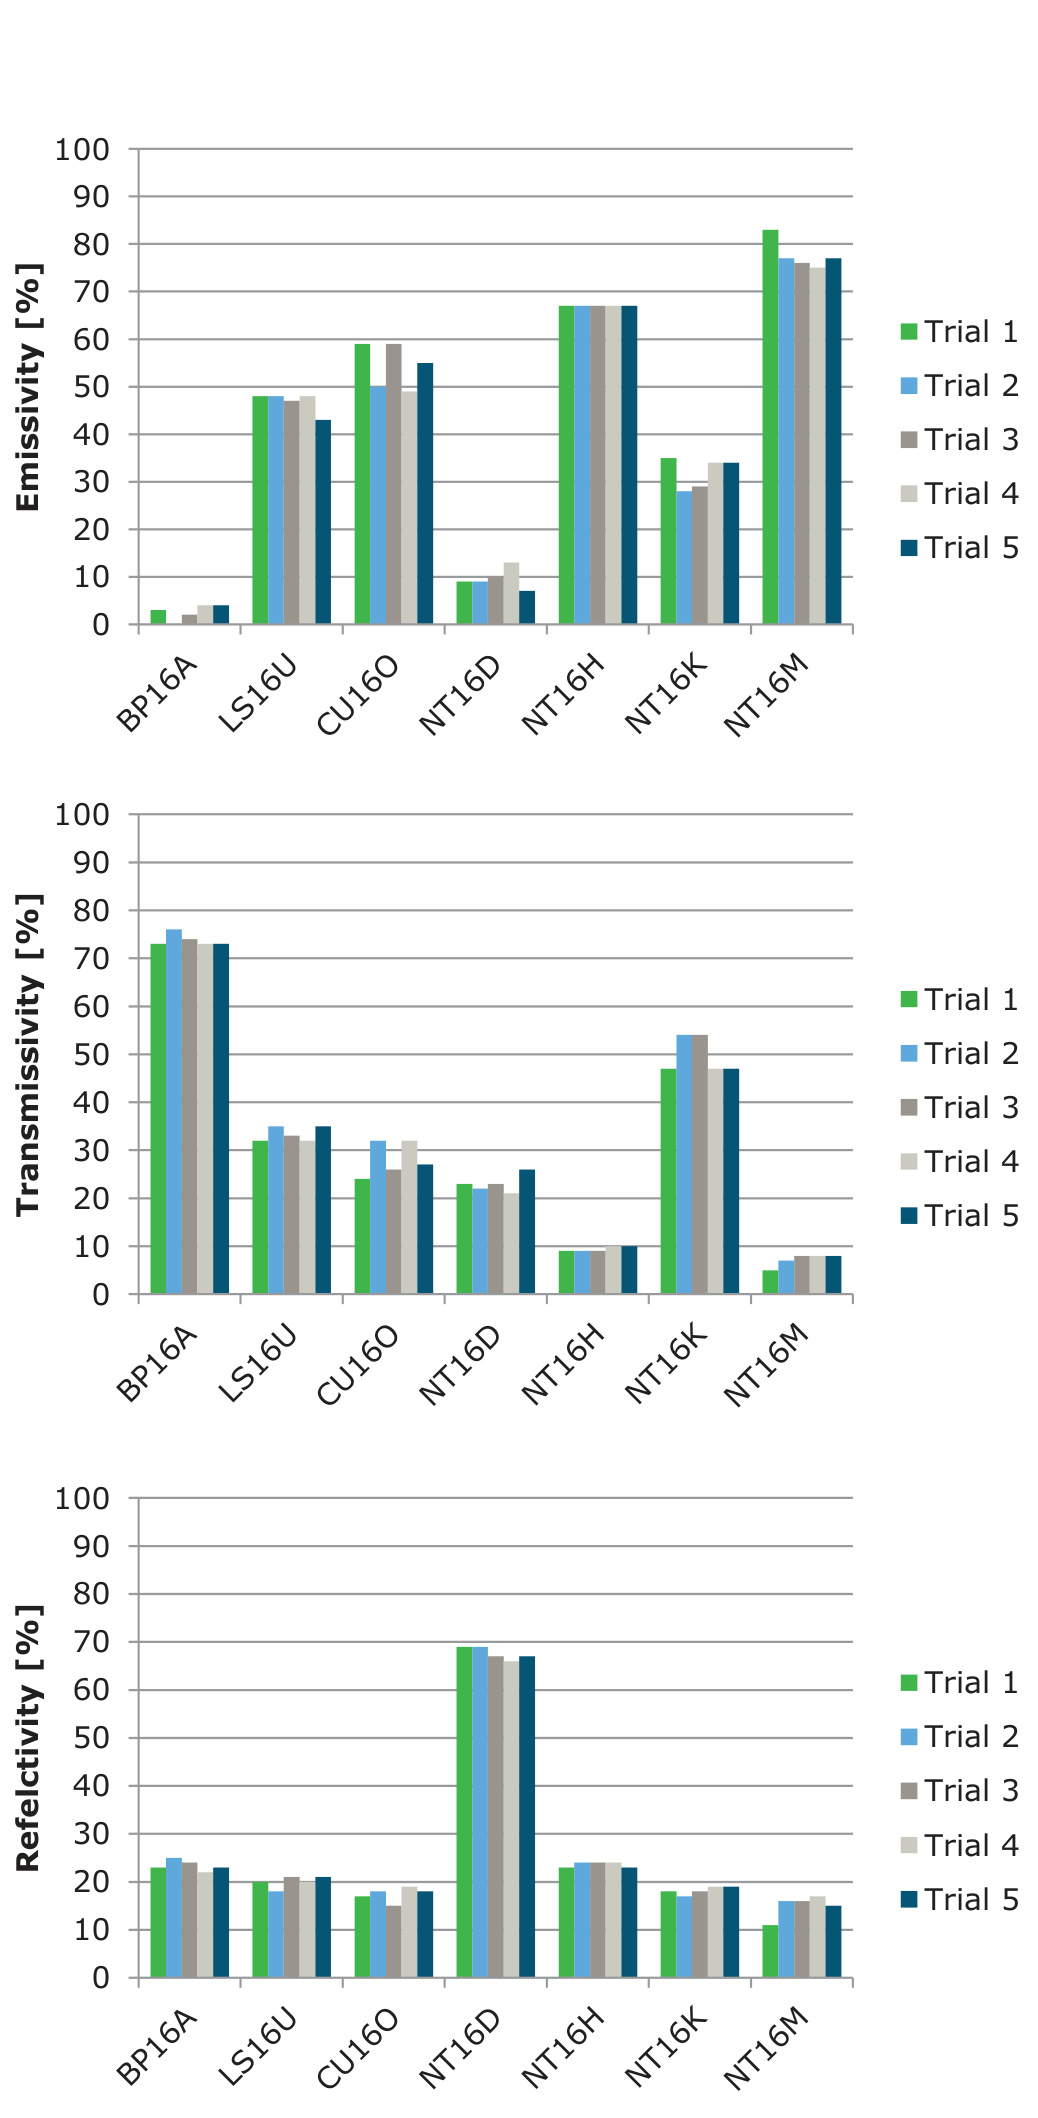 100
90
80
70
60
50
40
30
20
10
0
Emissivity [%]
BP16A
LS16U
CU16O
NT16D
NT16H
NT16K
NT16M
Trial 1
Trial 2
Trial 3
Trial 4
Trial 5
100
90
80
70
60
50
40
30
20
10
0
Transmissivity [%]
BP16A
LS16U
CU16O
NT16D
NT16H
NT16K
NT16M
Trial 1
Trial 2
Trial 3
Trial 4
Trial 5
100
90
80
70
60
50
40
30
20
10
0
Refelctivity [%]
BP16A
LS16U
CU16O
NT16D
NT16H
NT16K
NT16M
Trial 1
Trial 2
Trial 3
Trial 4
Trial 5